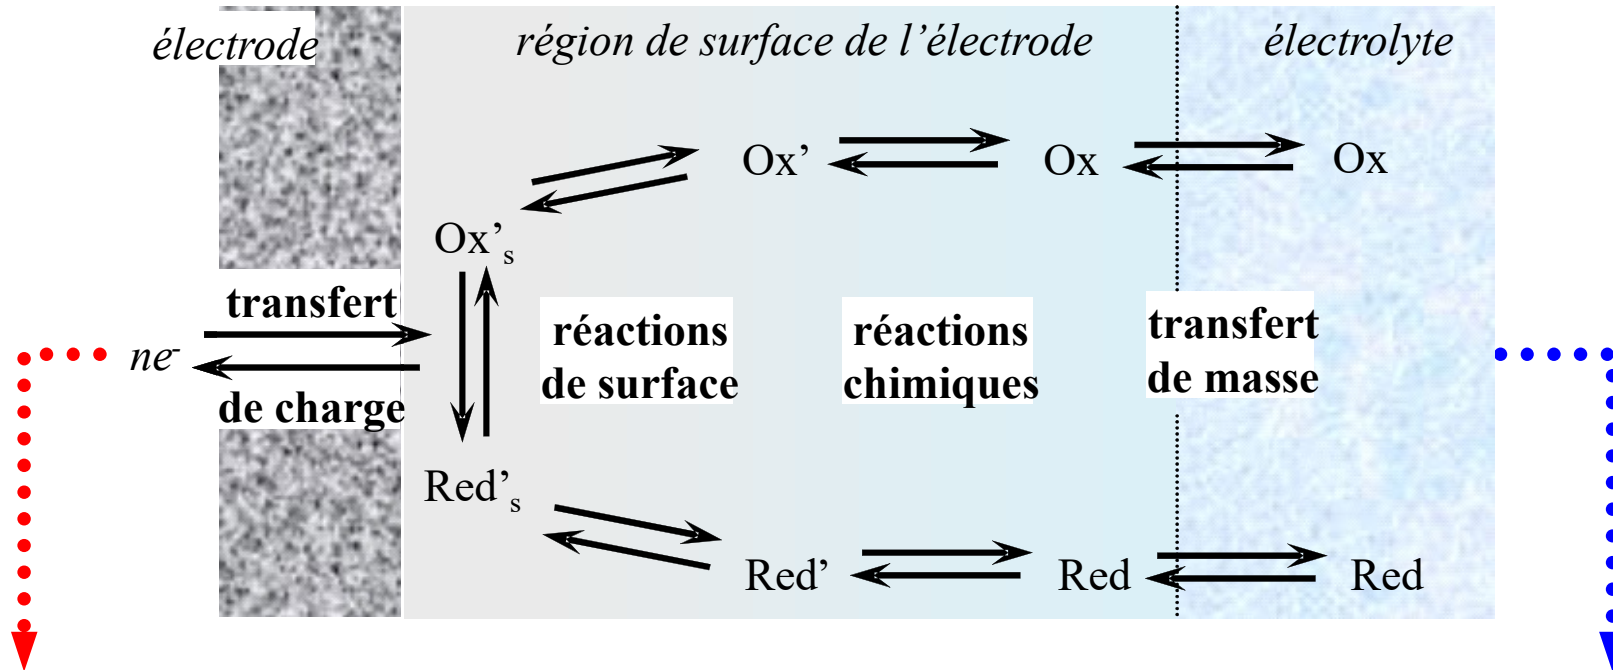 électrode
région de surface de l’électrode
électrolyte
Ox’
Ox
Ox
Ox’s
transfert
de charge
ne-
réactions
de surface
réactions
chimiques
transfert
de masse
Red’s
Red’
Red
Red